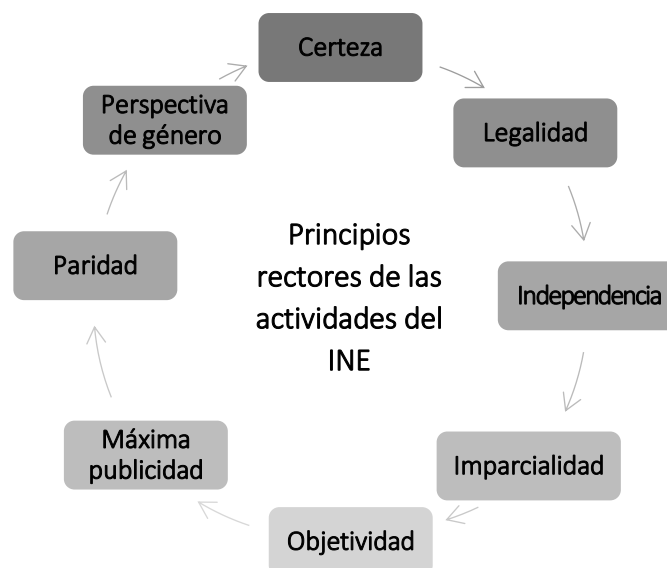 Certeza
Legalidad
Independencia
Imparcialidad
Objetividad
Máxima
publicidad
Paridad
Perspectiva
de género
Principios
rectores de las
actividades del
INE